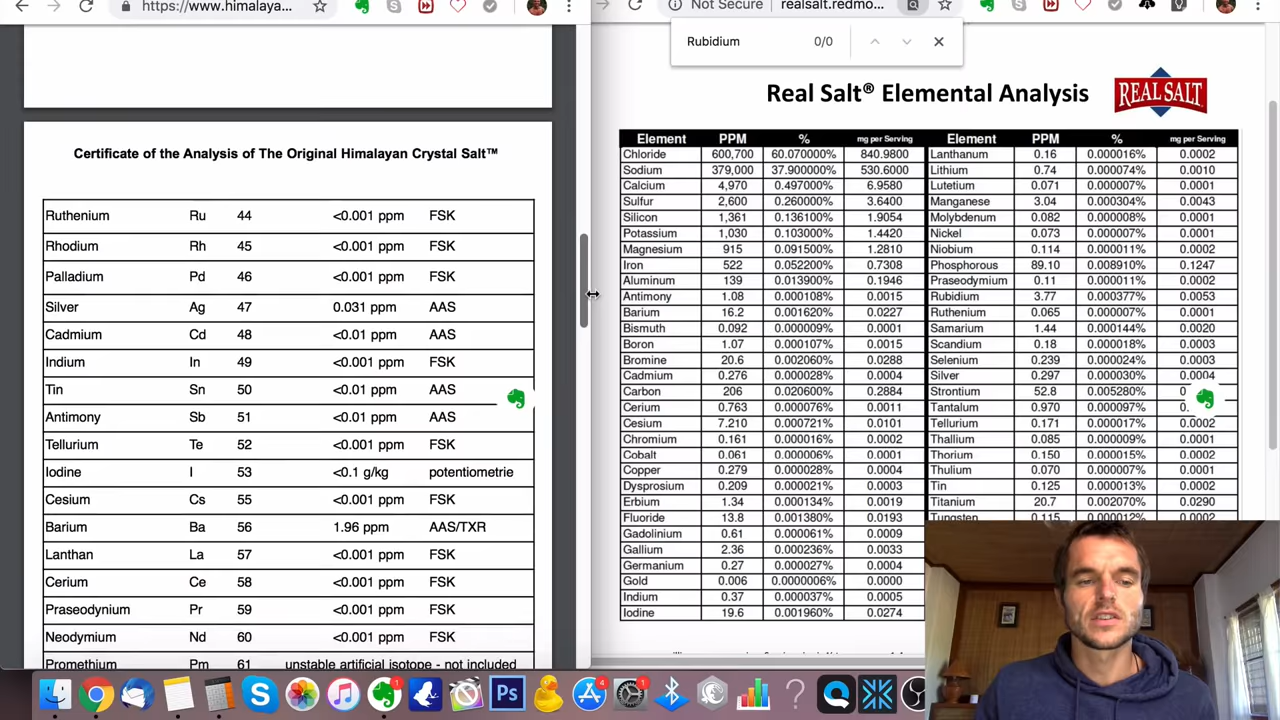 https://www.himalaya...
Not Secure realsalt.redmo...
Rubidium 0/0
Certificate of the Analysis of The Original Himalayan Crystal Salt™
Ruthenium Ru 44 <0.001 ppm FSK
Rhodium Rh 45 <0.001 ppm FSK
Palladium Pd 46 <0.001 ppm FSK
Silver Ag 47 0.031 ppm AAS
Cadmium Cd 48 <0.01 ppm AAS
Indium In 49 <0.001 ppm FSK
Tin Sn 50 <0.01 ppm AAS
Antimony Sb 51 <0.01 ppm AAS
Tellurium Te 52 <0.001 ppm FSK
Iodine I 53 <0.1 g/kg potentiometrie
Cesium Cs 55 <0.001 ppm FSK
Barium Ba 56 1.96 ppm AAS/TXR
Lanthan La 57 <0.001 ppm FSK
Cerium Ce 58 <0.001 ppm FSK
Praseodynium Pr 59 <0.001 ppm FSK
Neodymium Nd 60 <0.001 ppm FSK
Promethium Pm 61 unstable artificial isotope - not included
Real Salt® Elemental Analysis
REAL SALT
Element PPM % mg per Serving Element PPM % mg per Serving
Chloride 600,700 60.070000% 840.9800 Lanthanum 0.16 0.000016% 0.0002
Sodium 379,000 37.900000% 530.6000 Lithium 0.74 0.000074% 0.0010
Calcium 4,970 0.497000% 6.9580 Lutetium 0.071 0.000007% 0.0001
Sulfur 2,600 0.260000% 3.6400 Manganese 3.04 0.000304% 0.0043
Silicon 1,361 0.136100% 1.9054 Molybdenum 0.082 0.000008% 0.0001
Potassium 1,030 0.103000% 1.4420 Nickel 0.073 0.000007% 0.0001
Magnesium 915 0.091500% 1.2810 Niobium 0.114 0.000011% 0.0002
Iron 522 0.052200% 0.7308 Phosphorous 89.10 0.008910% 0.1247
Aluminum 139 0.013900% 0.1946 Praseodymium 0.11 0.000011% 0.0002
Antimony 1.08 0.000108% 0.0015 Rubidium 3.77 0.000377% 0.0053
Barium 16.2 0.001620% 0.0227 Ruthenium 0.065 0.000007% 0.0001
Bismuth 0.092 0.000009% 0.0001 Samarium 1.44 0.000144% 0.0020
Boron 1.07 0.000107% 0.0015 Scandium 0.18 0.000018% 0.0003
Bromine 20.6 0.002060% 0.0288 Selenium 0.239 0.000024% 0.0003
Cadmium 0.276 0.000028% 0.0004 Silver 0.297 0.000030% 0.0004
Carbon 206 0.020600% 0.2884 Strontium 52.8 0.005280% 0
Cerium 0.763 0.000076% 0.0011 Tantalum 0.970 0.000097% 0.
Cesium 7.210 0.000721% 0.0101 Tellurium 0.171 0.000017% 0.0002
Chromium 0.161 0.000016% 0.0002 Thallium 0.085 0.000009% 0.0001
Cobalt 0.061 0.000006% 0.0001 Thorium 0.150 0.000015% 0.0002
Copper 0.279 0.000028% 0.0004 Thulium 0.070 0.000007% 0.0001
Dysprosium 0.209 0.000021% 0.0003 Tin 0.125 0.000013% 0.0002
Erbium 1.34 0.000134% 0.0019 Titanium 20.7 0.002070% 0.0290
Fluoride 13.8 0.001380% 0.0193 Tungsten 0.115 0.000012% 0.0002
Gadolinium 0.61 0.000061% 0.0009
Gallium 2.36 0.000236% 0.0033
Germanium 0.27 0.000027% 0.0004
Gold 0.006 0.0000006% 0.0000
Indium 0.37 0.000037% 0.0005
Iodine 19.6 0.001960% 0.0274
1
4
1
Ps